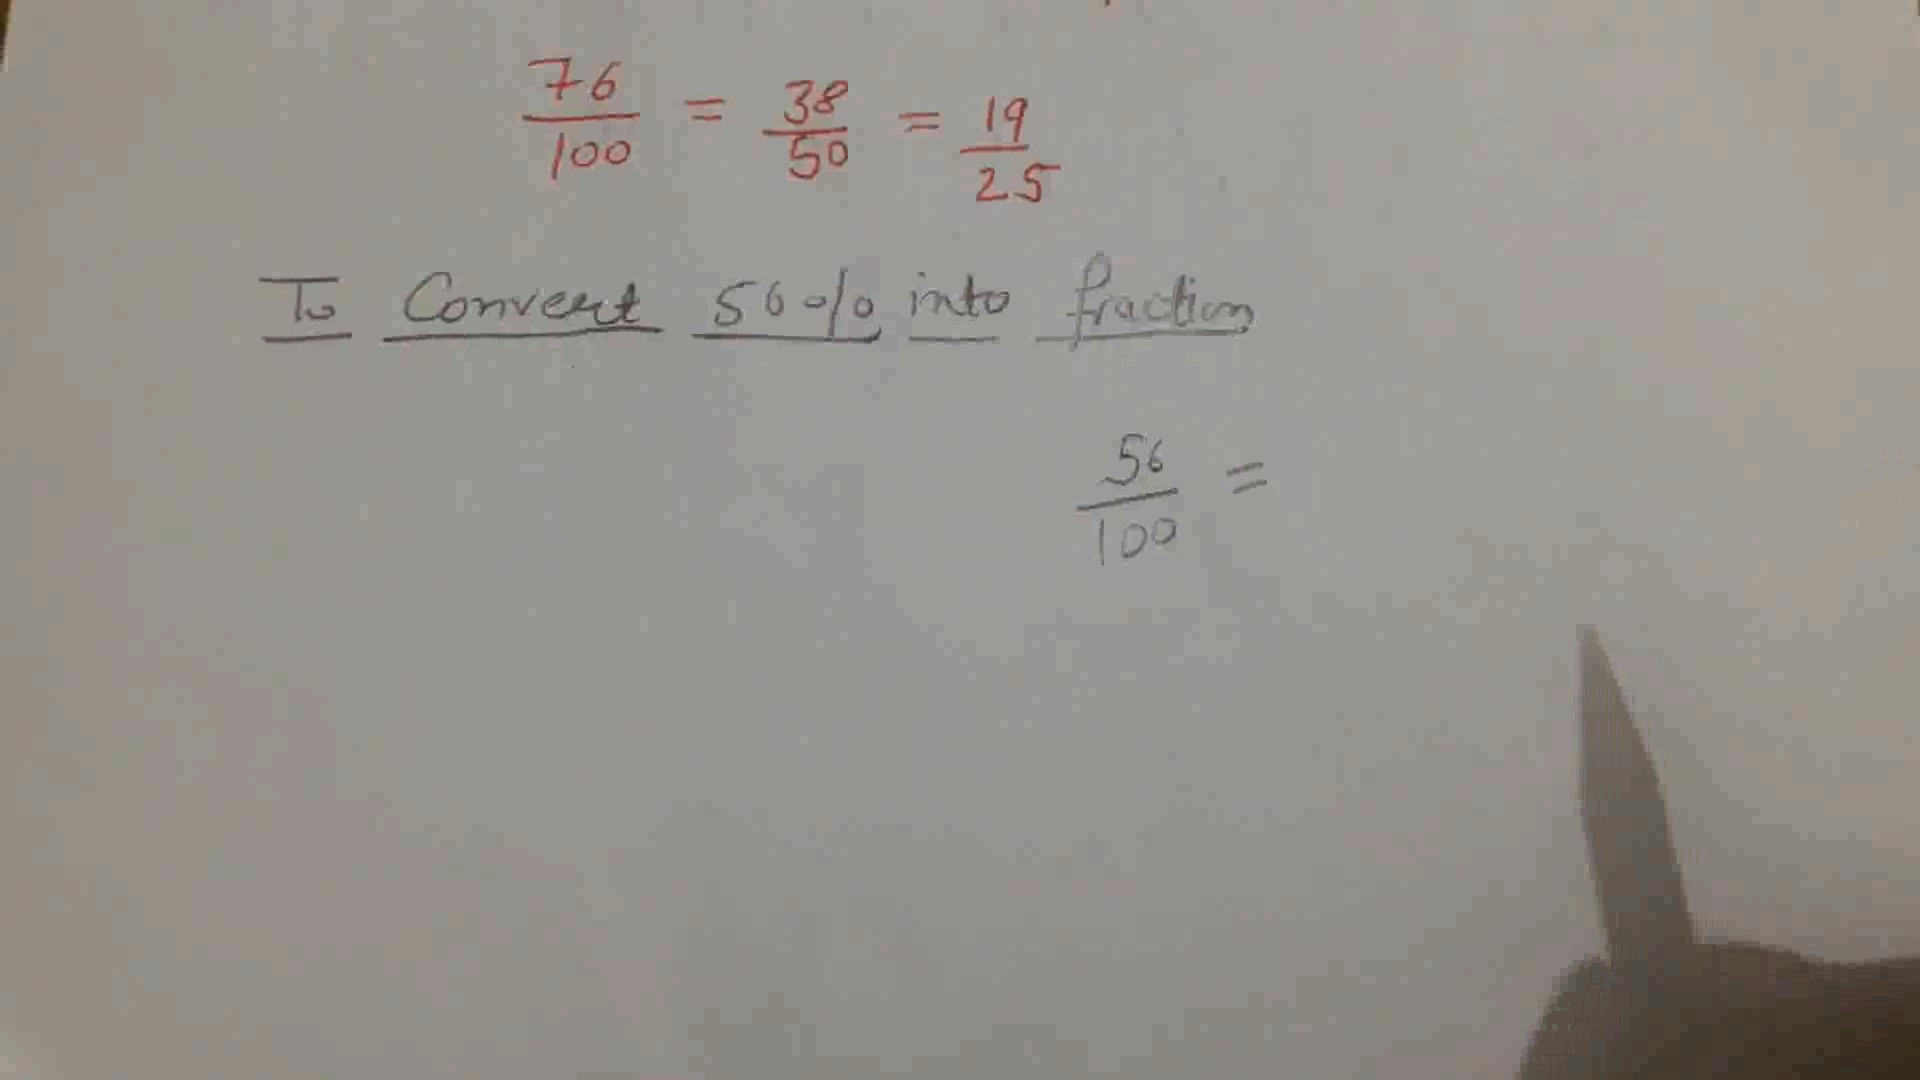 76/100 = 38/50 = 19/25
To Convert 56% into fraction
56/100 =